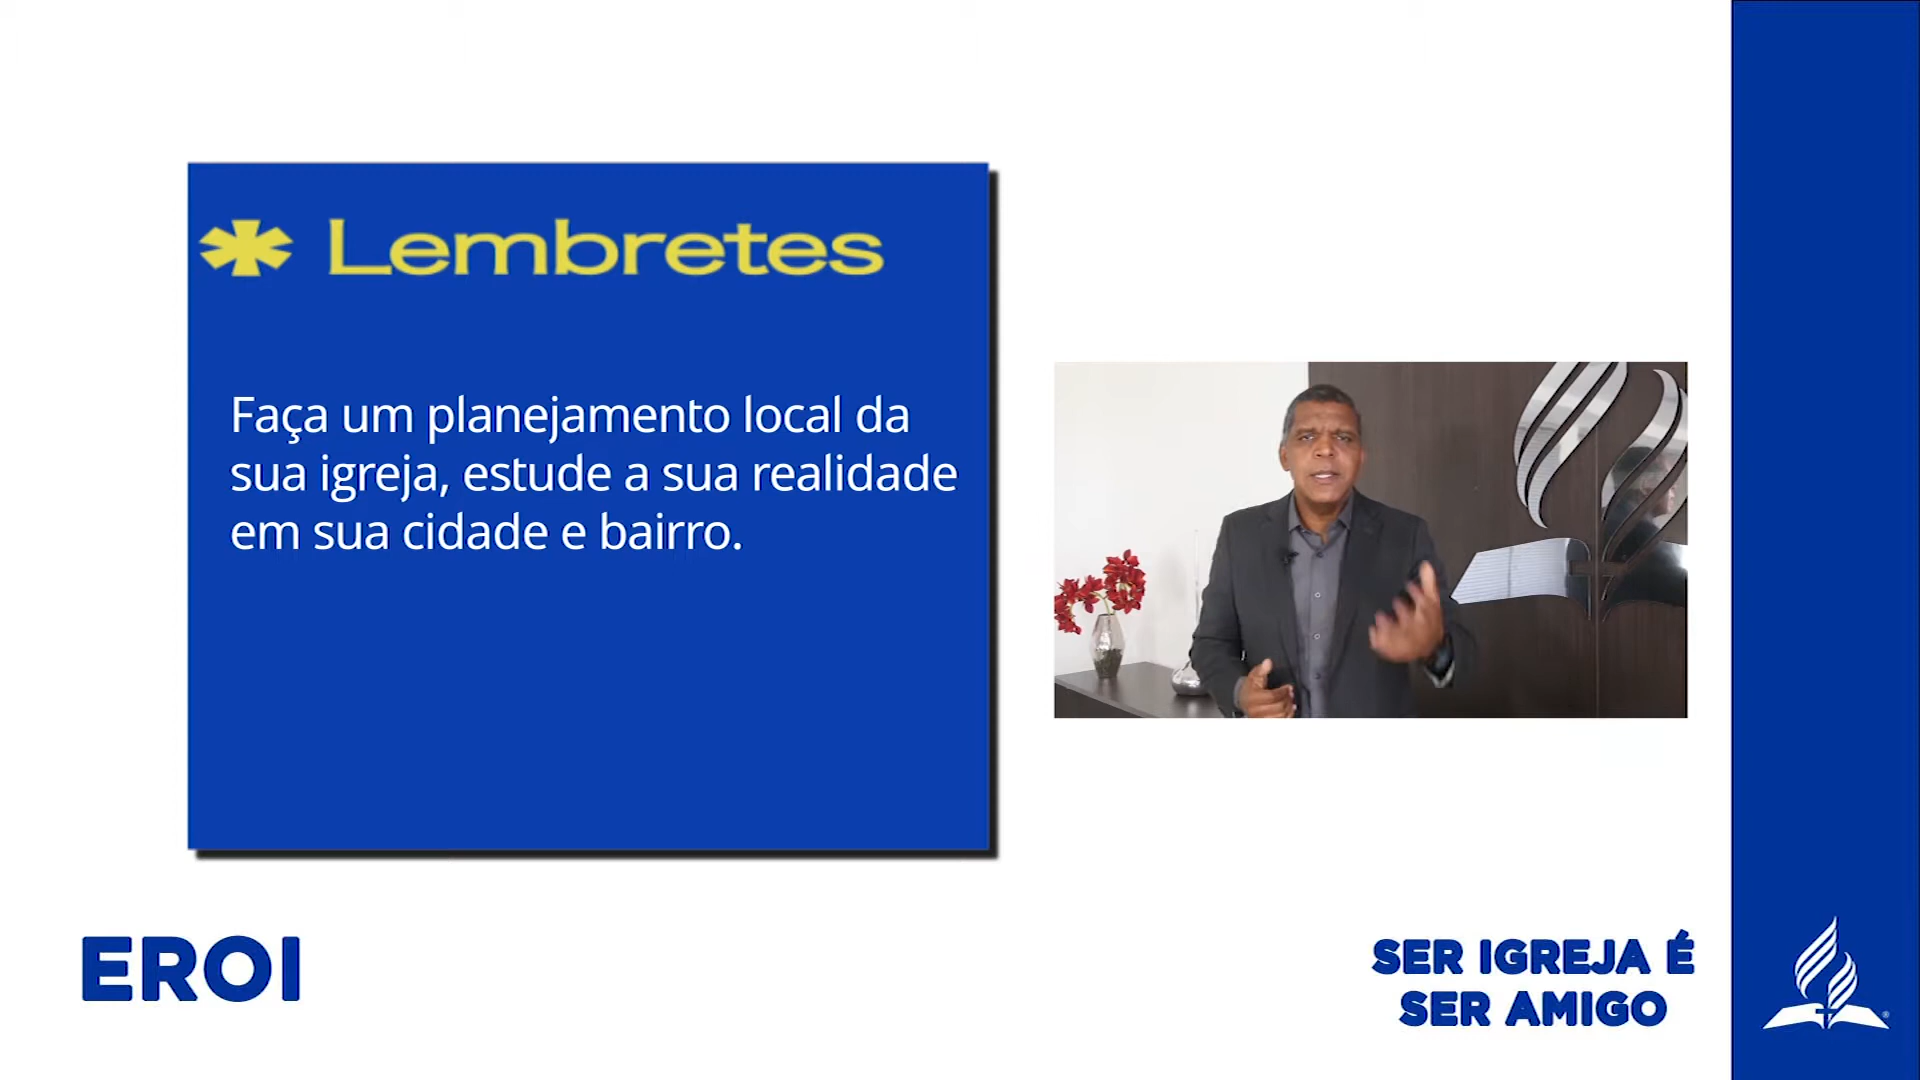 * Lembretes
Faça um planejamento local da
sua igreja, estude a sua realidade
em sua cidade e bairro.
EROI
SER IGREJA É
SER AMIGO